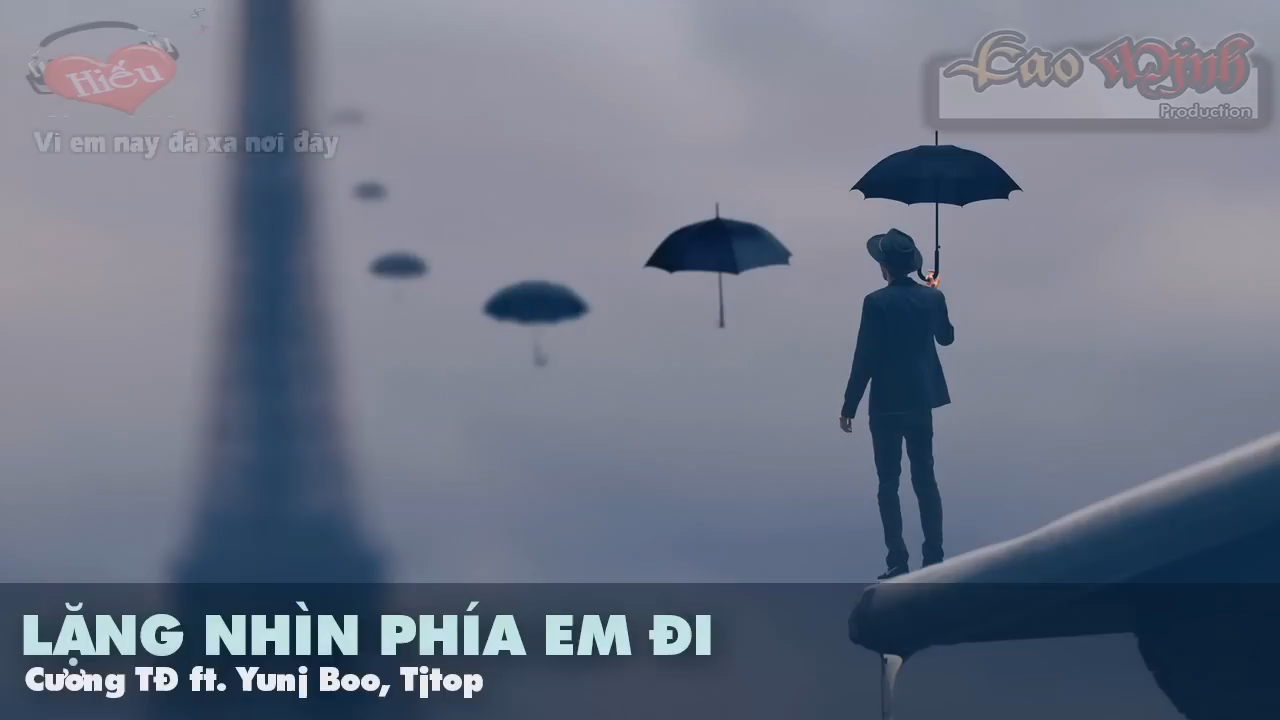 Hiếu
Vì em nay đã xa nơi đây
Cao Minh
Production
LẶNG NHÌN PHÍA EM ĐI
Cường TĐ ft. Yunj Boo, Tjtop